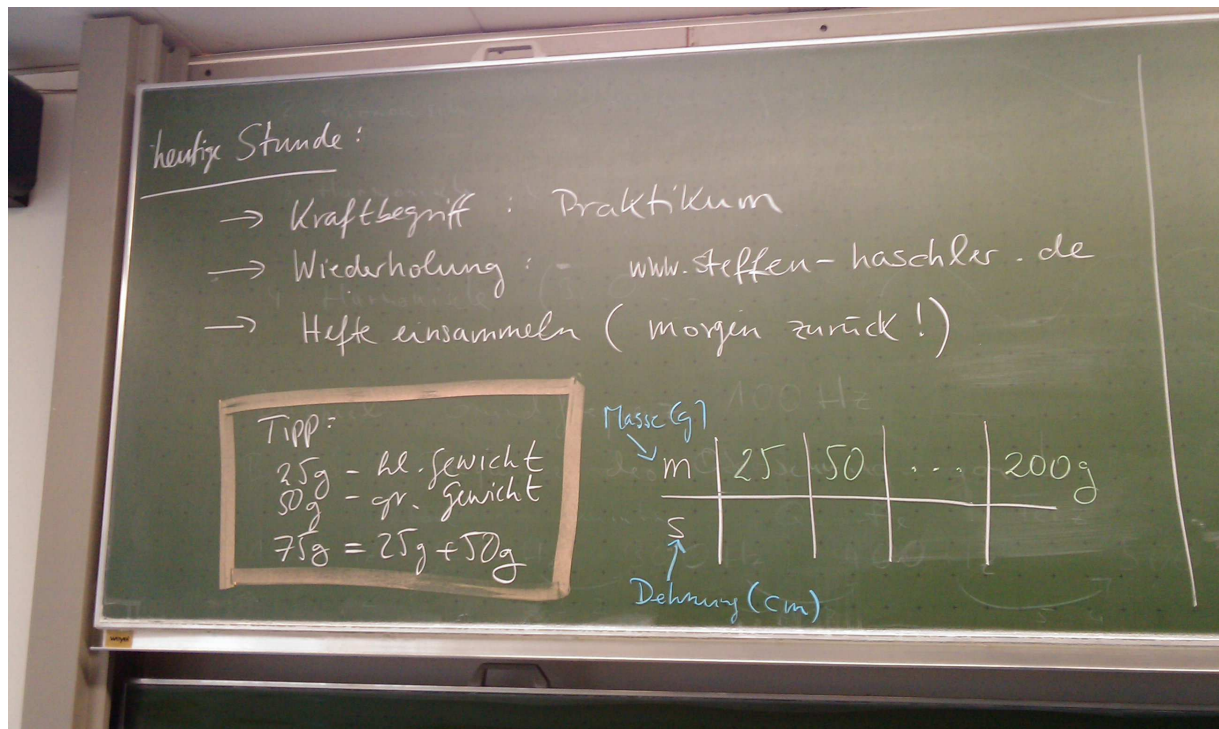 heutige Stunde:
→ Kraftbegriff : Praktikum
→ Wiederholung : - www.steffen-haschler.de
→ Hefte einsammeln (morgen zurück!)
Tipp:
25g - kl. Gewicht
50g - gr. Gewicht
75g = 25g + 50g
Masse (g)
m 25 50 ... 200g
s
Dehnung (cm)